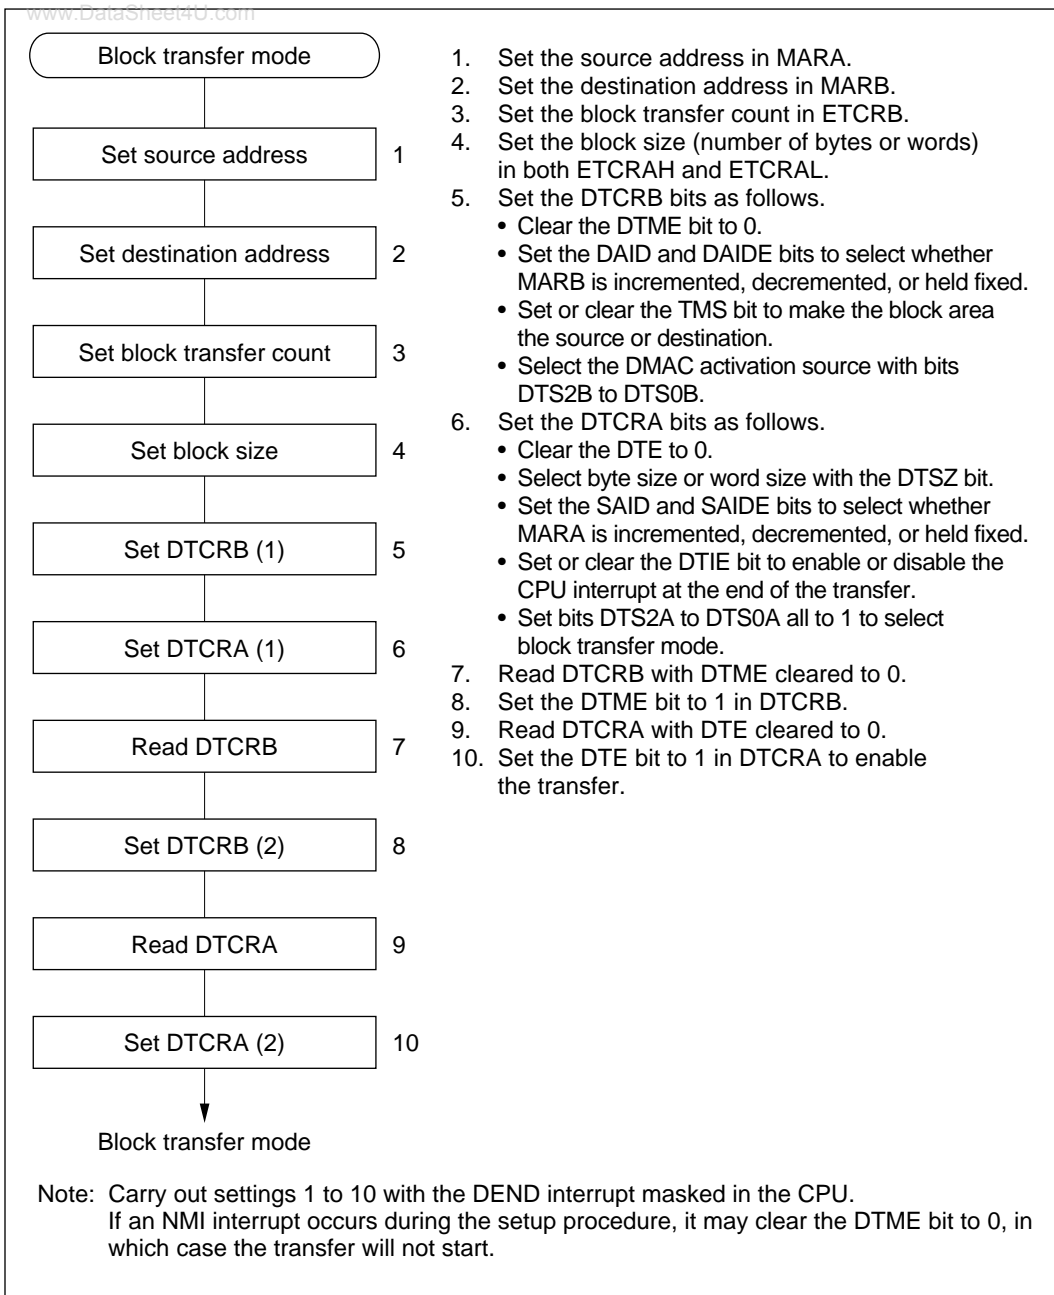 www.DataSheet4U.com
Block transfer mode
Set source address 1
Set destination address 2
Set block transfer count 3
Set block size 4
Set DTCRB (1) 5
Set DTCRA (1) 6
Read DTCRB 7
Set DTCRB (2) 8
Read DTCRA 9
Set DTCRA (2) 10
Block transfer mode
1. Set the source address in MARA.
2. Set the destination address in MARB.
3. Set the block transfer count in ETCRB.
4. Set the block size (number of bytes or words)
in both ETCRAH and ETCRAL.
5. Set the DTCRB bits as follows.
• Clear the DTME bit to 0.
• Set the DAID and DAIDE bits to select whether
MARB is incremented, decremented, or held fixed.
• Set or clear the TMS bit to make the block area
the source or destination.
• Select the DMAC activation source with bits
DTS2B to DTS0B.
6. Set the DTCRA bits as follows.
• Clear the DTE to 0.
• Select byte size or word size with the DTSZ bit.
• Set the SAID and SAIDE bits to select whether
MARA is incremented, decremented, or held fixed.
• Set or clear the DTIE bit to enable or disable the
CPU interrupt at the end of the transfer.
• Set bits DTS2A to DTS0A all to 1 to select
block transfer mode.
7. Read DTCRB with DTME cleared to 0.
8. Set the DTME bit to 1 in DTCRB.
9. Read DTCRA with DTE cleared to 0.
10. Set the DTE bit to 1 in DTCRA to enable
the transfer.
Note: Carry out settings 1 to 10 with the DEND interrupt masked in the CPU.
If an NMI interrupt occurs during the setup procedure, it may clear the DTME bit to 0, in
which case the transfer will not start.